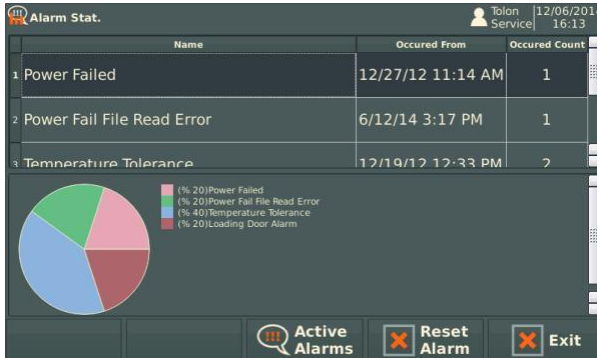 Alarm Stat.
Tolon
Service
12/06/201
16:13
Name Occured From Occured Count
1 Power Failed 12/27/12 11:14 AM 1
2 Power Fail File Read Error 6/12/14 3:17 PM 1
3 Temperature Tolerance 12/19/12 12:33 PM 2
(% 20)Power Failed
(% 20)Power Fail File Read Error
(% 40)Temperature Tolerance
(% 20)Loading Door Alarm
Active
Alarms
Reset
Alarm
Exit